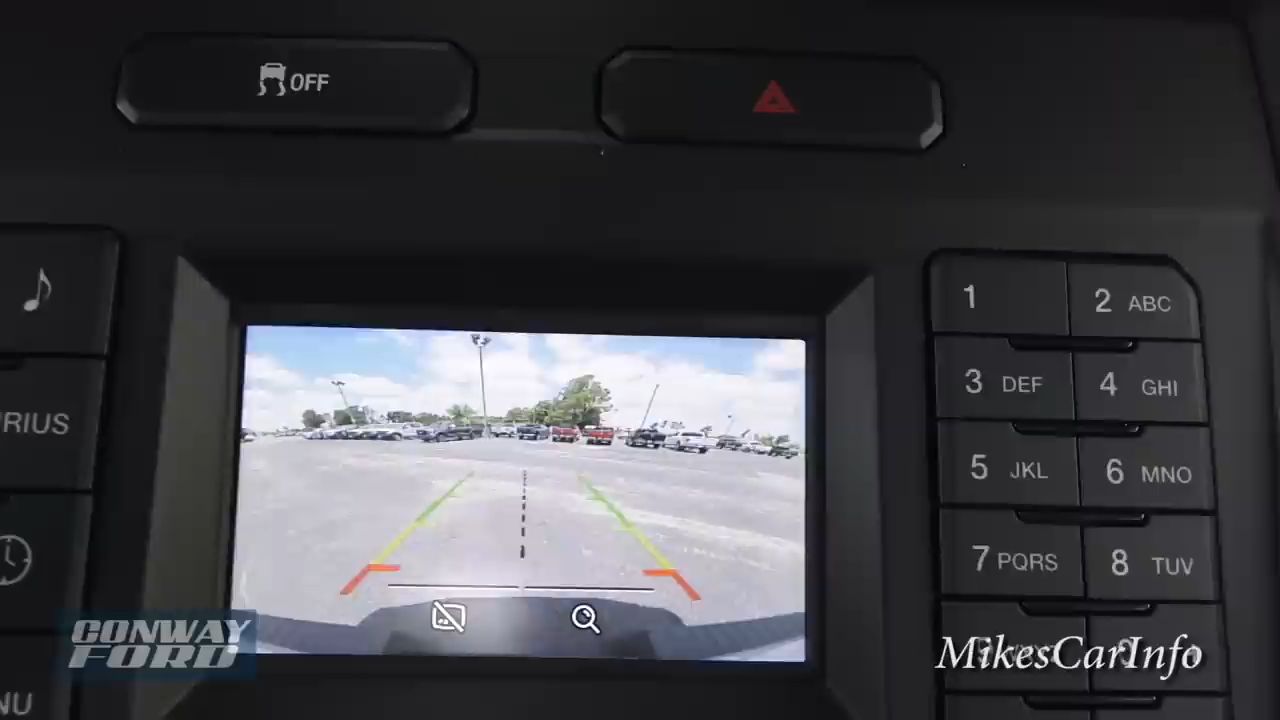 OFF
1
2 ABC
3 DEF
4 GHI
5 JKL
6 MNO
7 PQRS
8 TUV
RIUS
NU
CONWAY
FORD
MikesCarInfo